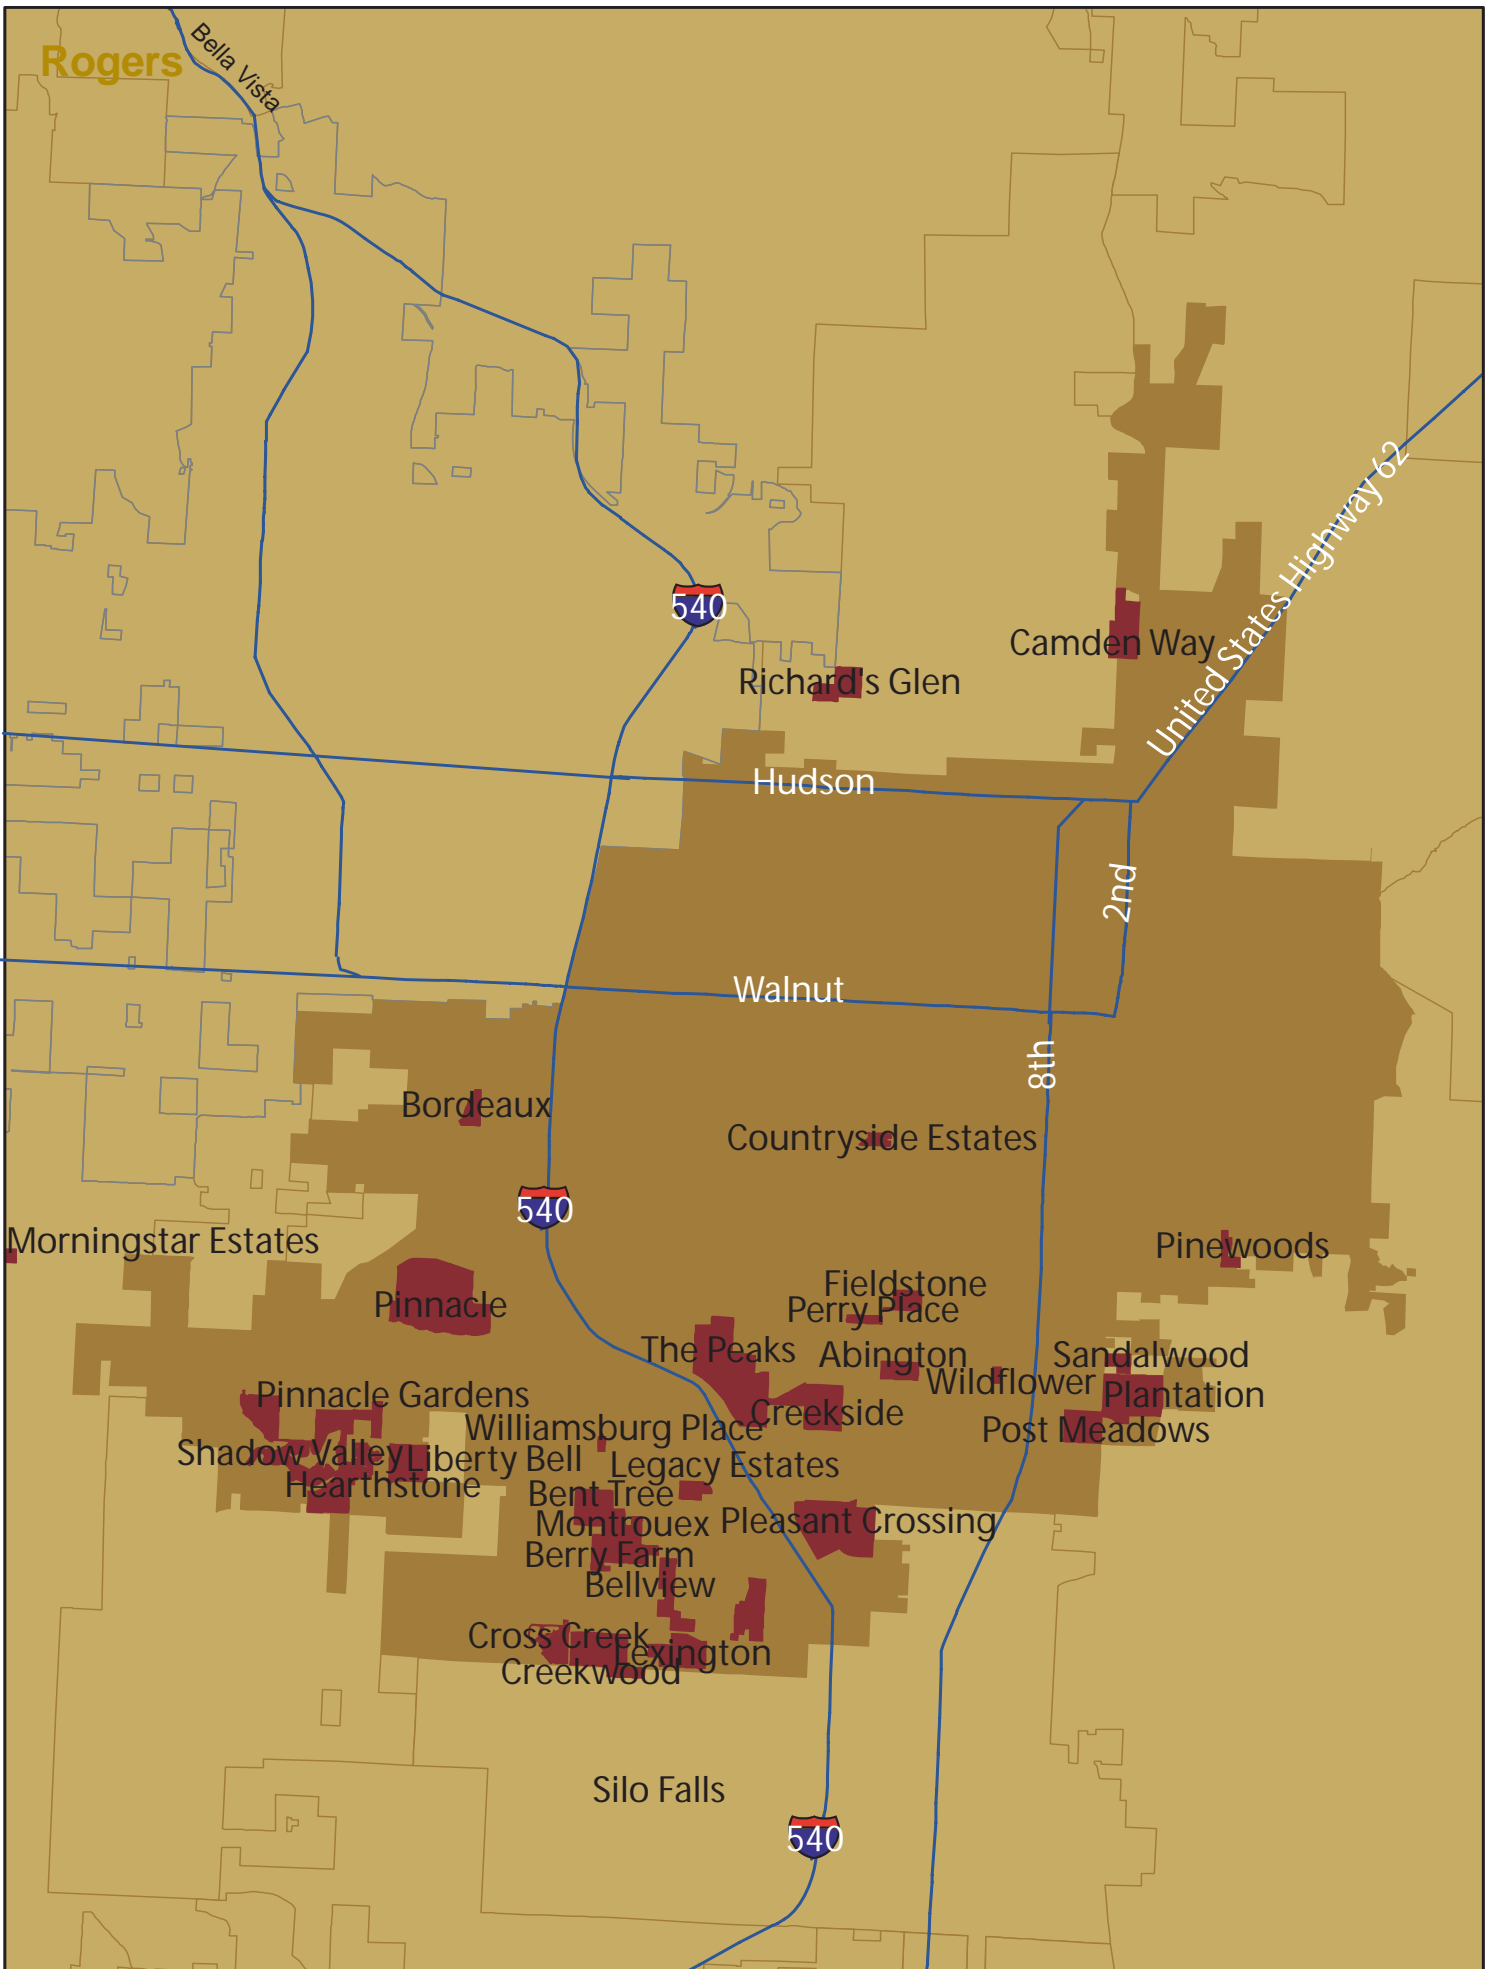 Rogers
Bella Vista
United States Highway 62
540
Camden Way
Richard's Glen
Hudson
2nd
Walnut
8th
Bordeaux
Countryside Estates
540
Morningstar Estates
Pinewoods
Fieldstone
Pinnacle
Perry Place
The Peaks
Abington
Sandalwood
Wildflower
Pinnacle Gardens
Plantation
Creekside
Williamsburg Place
Post Meadows
Shadow Valley
Liberty Bell
Legacy Estates
Hearthstone
Bent Tree
Montrouex
Pleasant Crossing
Berry Farm
Bellview
Cross Creek
Lexington
Creekwood
Silo Falls
540